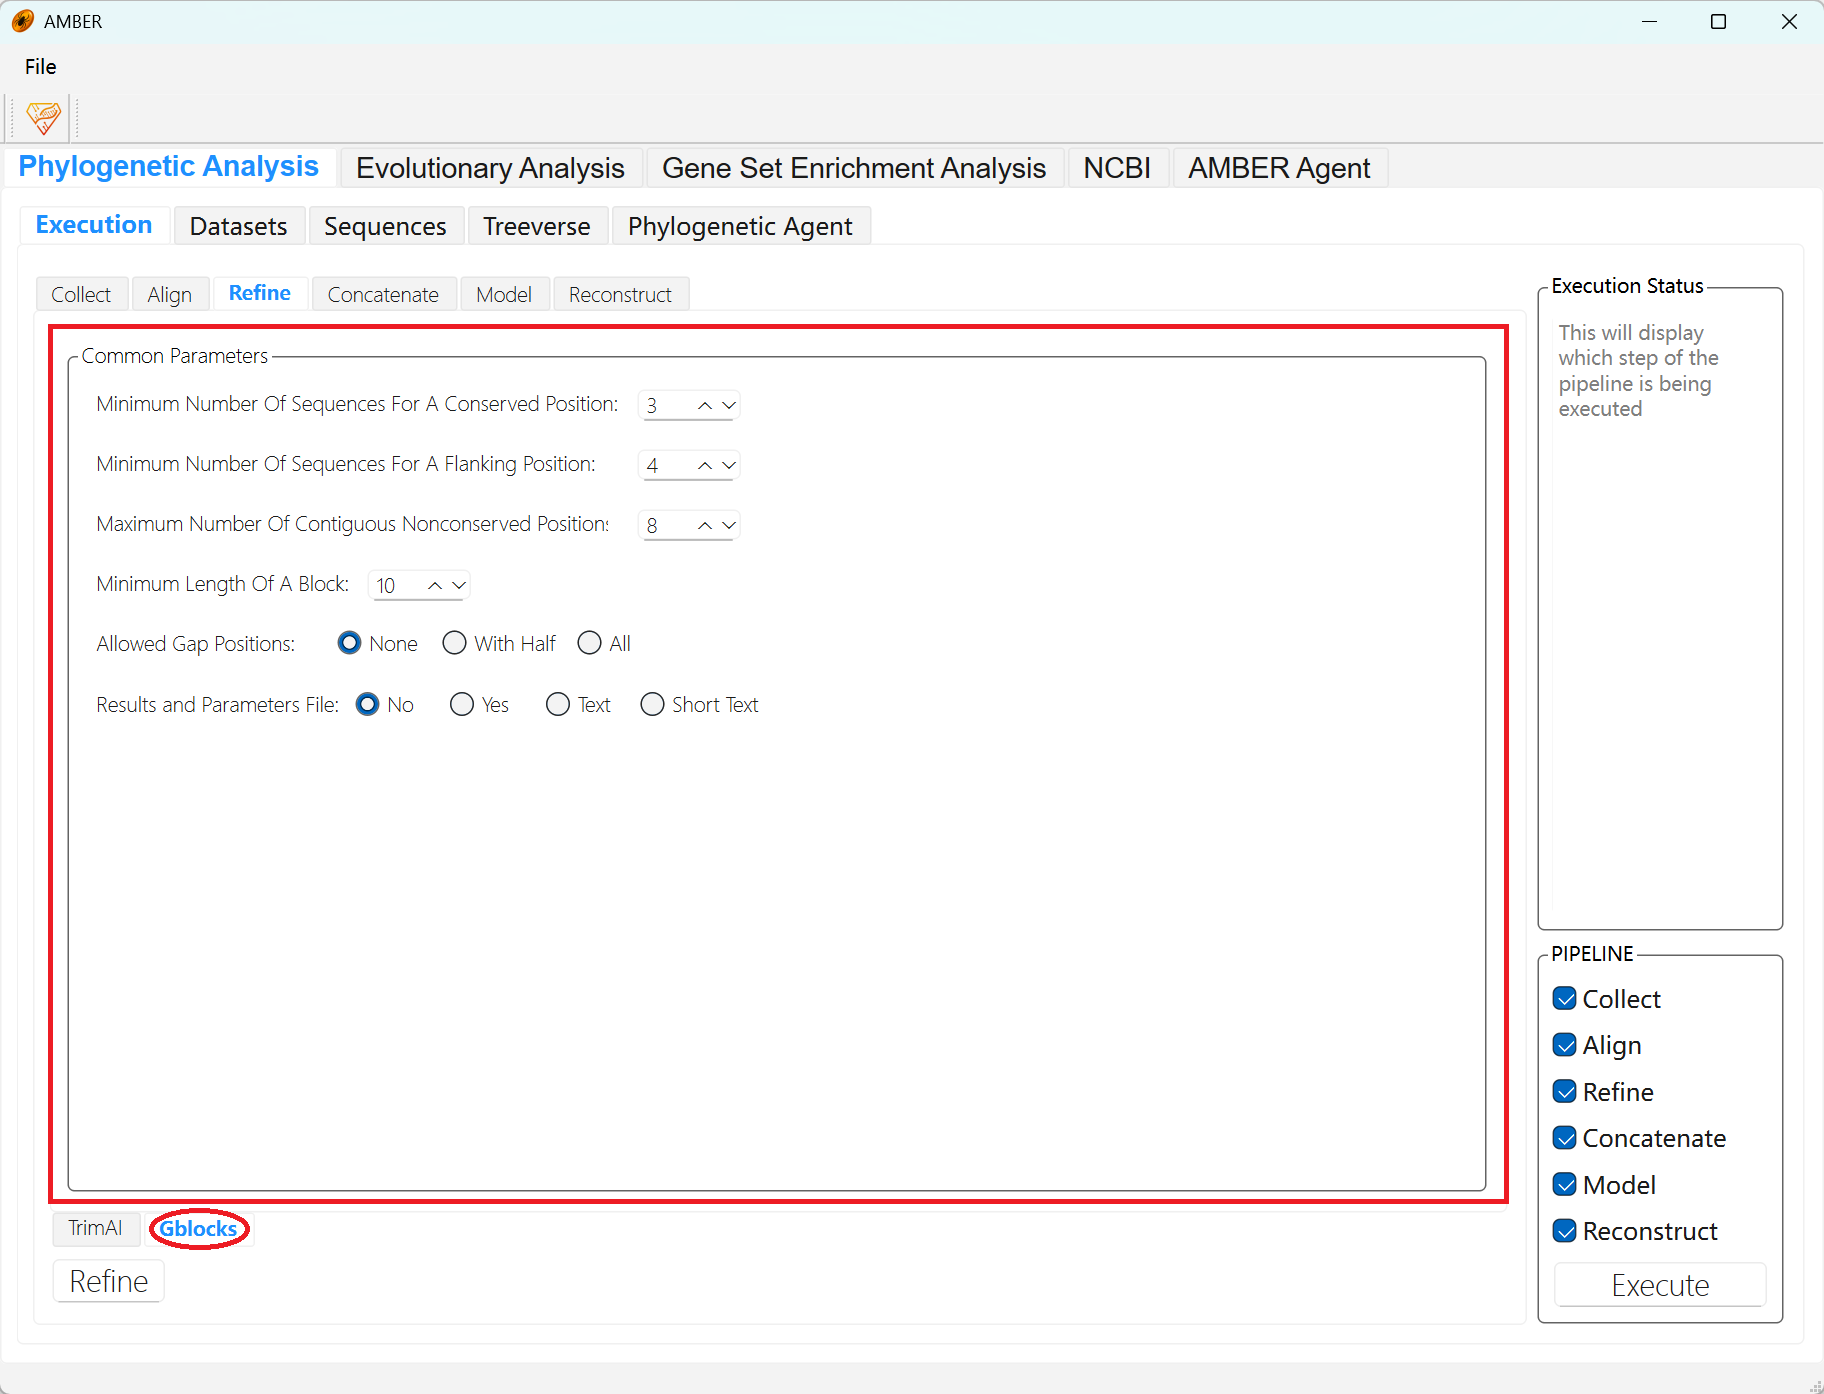 AMBER
File
Phylogenetic Analysis Evolutionary Analysis Gene Set Enrichment Analysis NCBI AMBER Agent
Execution Datasets Sequences Treeverse Phylogenetic Agent
Collect Align Refine Concatenate Model Reconstruct
Common Parameters
Minimum Number Of Sequences For A Conserved Position: 3
Minimum Number Of Sequences For A Flanking Position: 4
Maximum Number Of Contiguous Nonconserved Positions 8
Minimum Length Of A Block: 10
Allowed Gap Positions: None With Half All
Results and Parameters File: No Yes Text Short Text
TrimAl Gblocks
Refine
Execution Status
This will display
which step of the
pipeline is being
executed
PIPELINE
Collect
Align
Refine
Concatenate
Model
Reconstruct
Execute